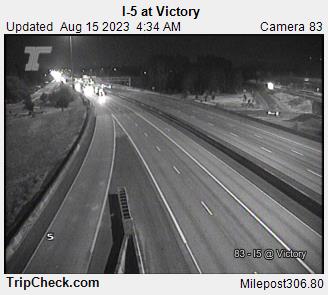 I-5 at Victory
Updated Aug 15 2023 4:34 AM Camera 83
T
S
83 - I5 @ Victory
TripCheck.com Milepost306.80